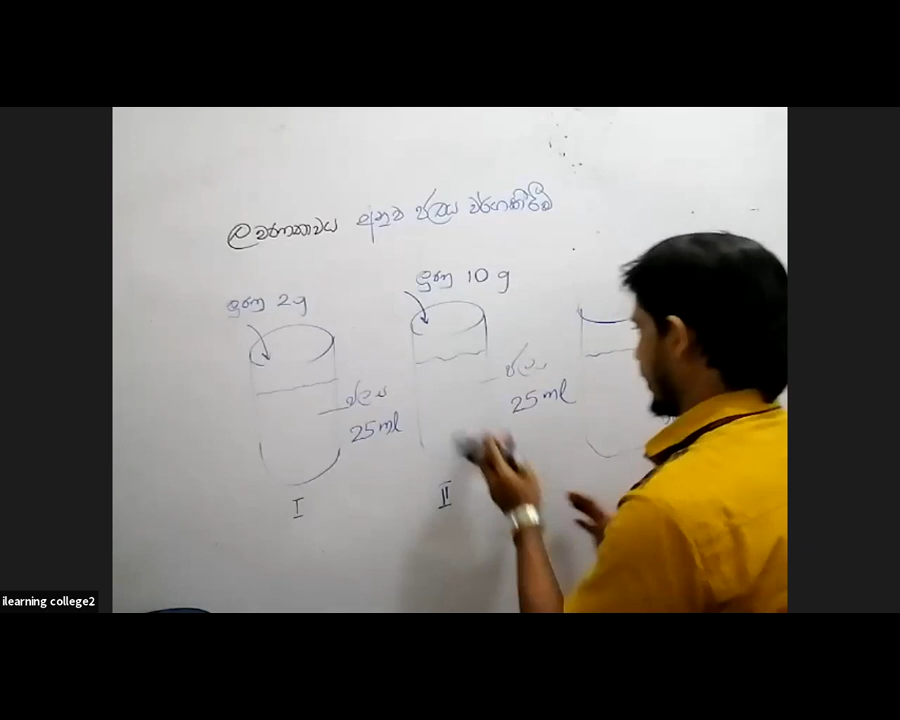 ලවණතාවය අනුව ජලය වර්ගකිරීම
ලුණු 2g
ලුණු 10 g
ජලය
25ml
ජලය
25ml
I
II
ilearning college2